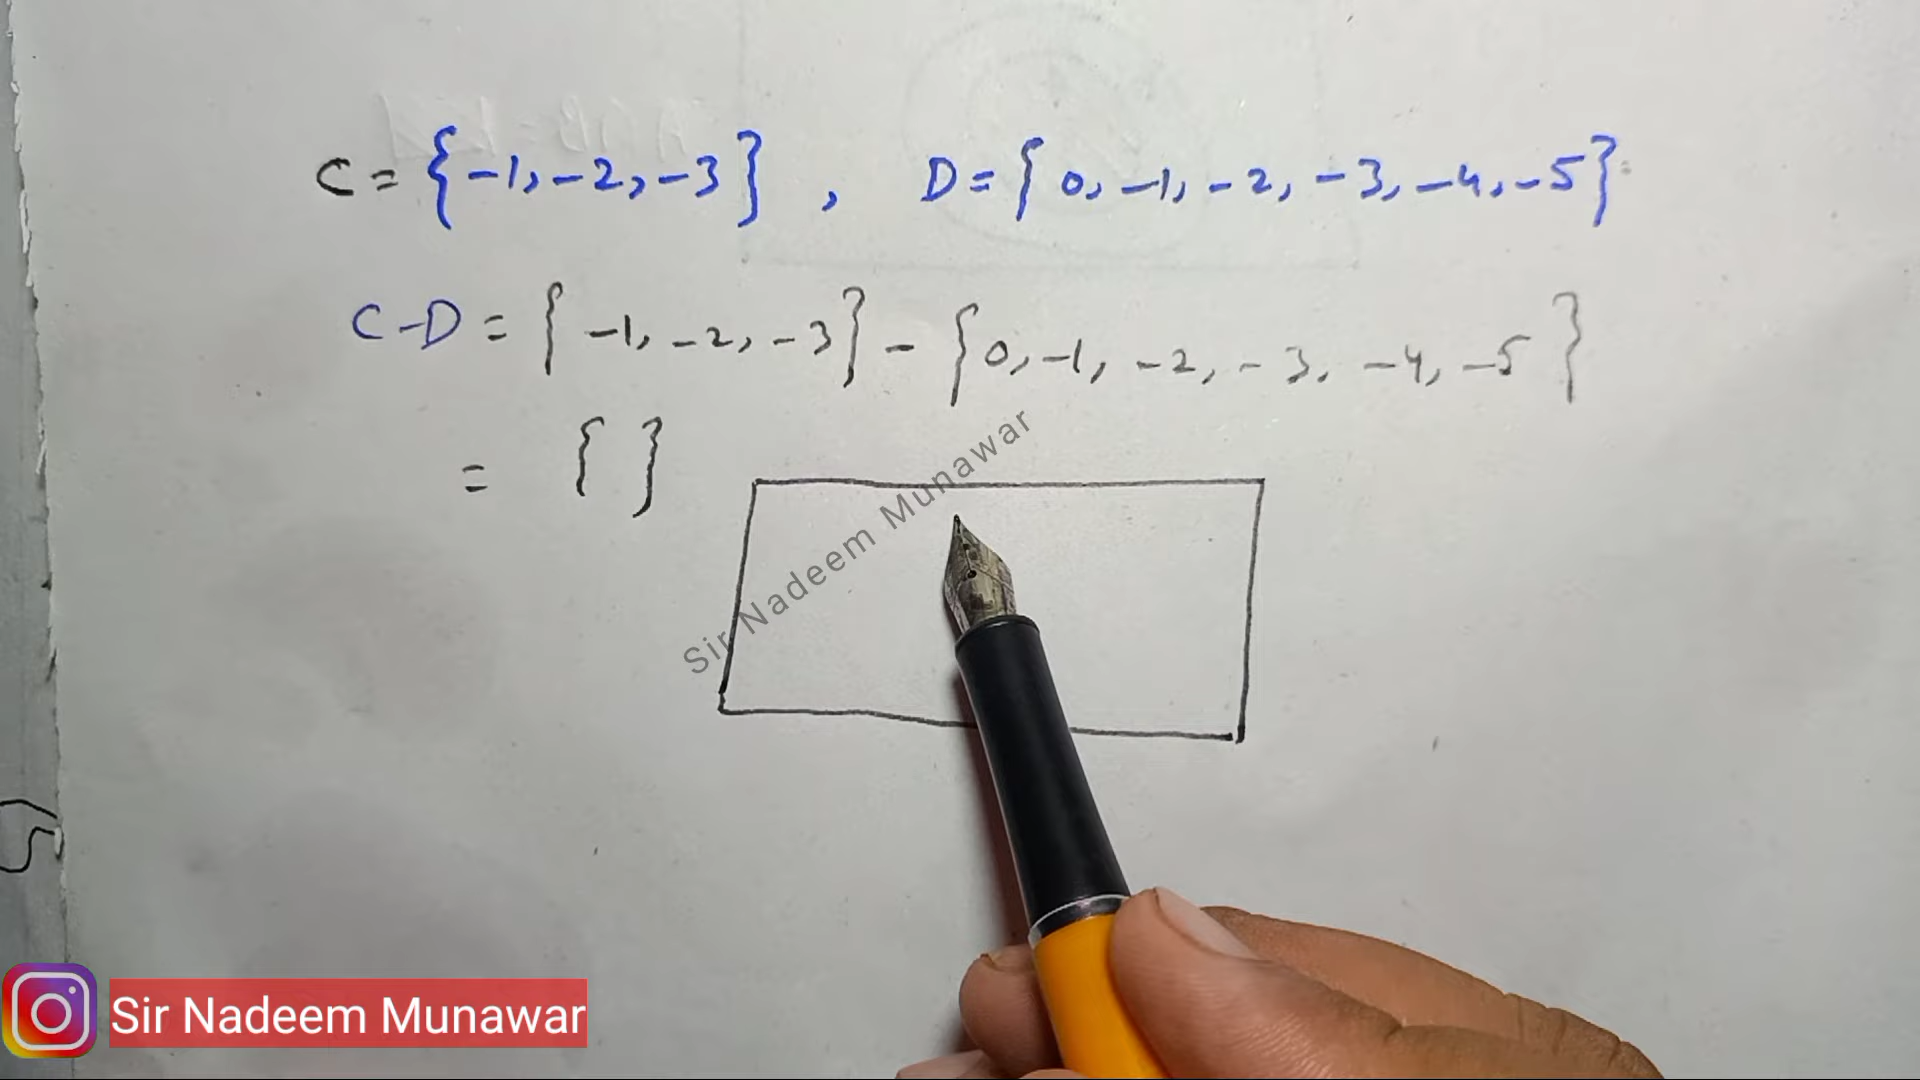 C = {-1, -2, -3} , D = { 0, -1, -2, -3, -4, -5}
C-D = { -1, -2, -3} - {0, -1, -2, -3, -4, -5 }
= { }
Sir Nadeem Munawar
Sir Nadeem Munawar